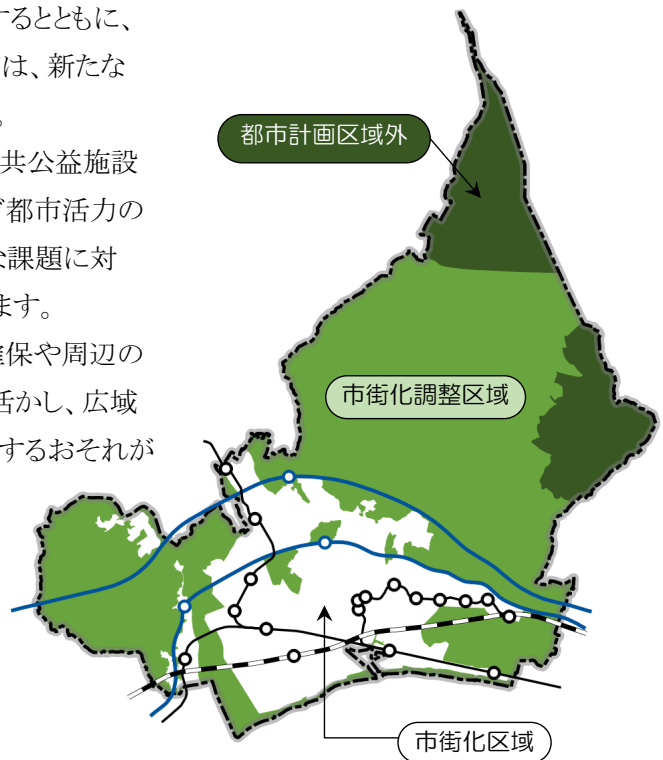 するとともに、
は、新たな
。
共公益施設
ど都市活力の
な課題に対
ます。
確保や周辺の
活かし、広域
するおそれが
都市計画区域外
市街化調整区域
市街化区域